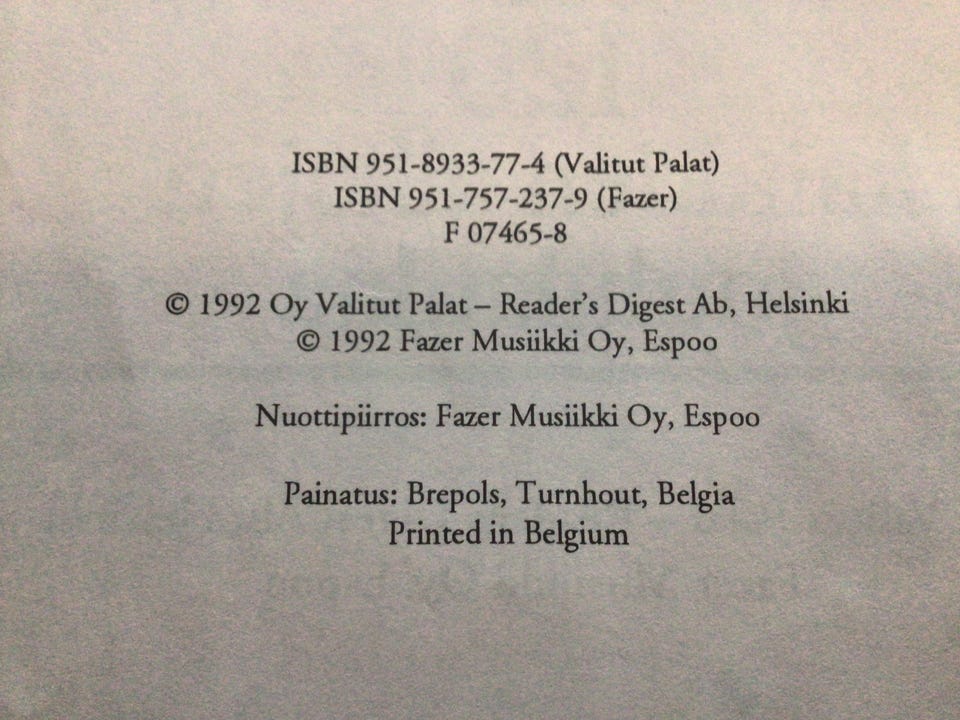 ISBN 951-8933-77-4 (Valitut Palat)
ISBN 951-757-237-9 (Fazer)
F 07465-8
© 1992 Oy Valitut Palat – Reader's Digest Ab, Helsinki
© 1992 Fazer Musiikki Oy, Espoo
Nuottipiirros: Fazer Musiikki Oy, Espoo
Painatus: Brepols, Turnhout, Belgia
Printed in Belgium